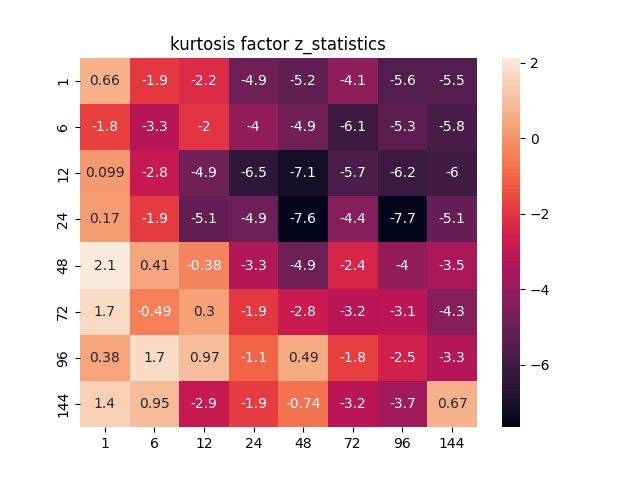 kurtosis factor z_statistics
1 0.66 -1.9 -2.2 -4.9 -5.2 -4.1 -5.6 -5.5
6 -1.8 -3.3 -2 -4 -4.9 -6.1 -5.3 -5.8
12 0.099 -2.8 -4.9 -6.5 -7.1 -5.7 -6.2 -6
24 0.17 -1.9 -5.1 -4.9 -7.6 -4.4 -7.7 -5.1
48 2.1 0.41 -0.38 -3.3 -4.9 -2.4 -4 -3.5
72 1.7 -0.49 0.3 -1.9 -2.8 -3.2 -3.1 -4.3
96 0.38 1.7 0.97 -1.1 0.49 -1.8 -2.5 -3.3
144 1.4 0.95 -2.9 -1.9 -0.74 -3.2 -3.7 0.67
1 6 12 24 48 72 96 144
2
0
−2
−4
−6